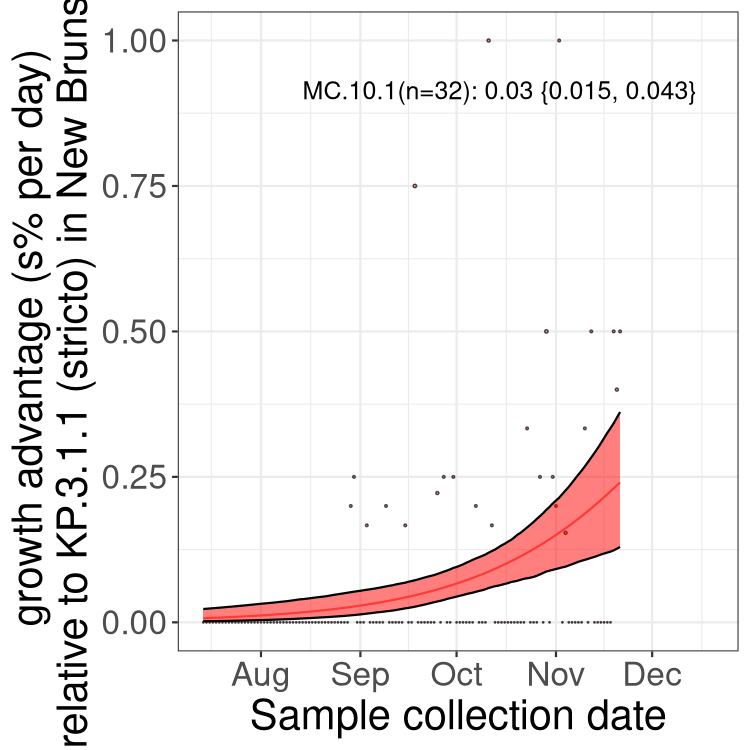 growth advantage (s% per day)
relative to KP.3.1.1 (stricto) in New Bruns
1.00
0.75
0.50
0.25
0.00
MC.10.1(n=32): 0.03 {0.015, 0.043}
Aug Sep Oct Nov Dec
Sample collection date